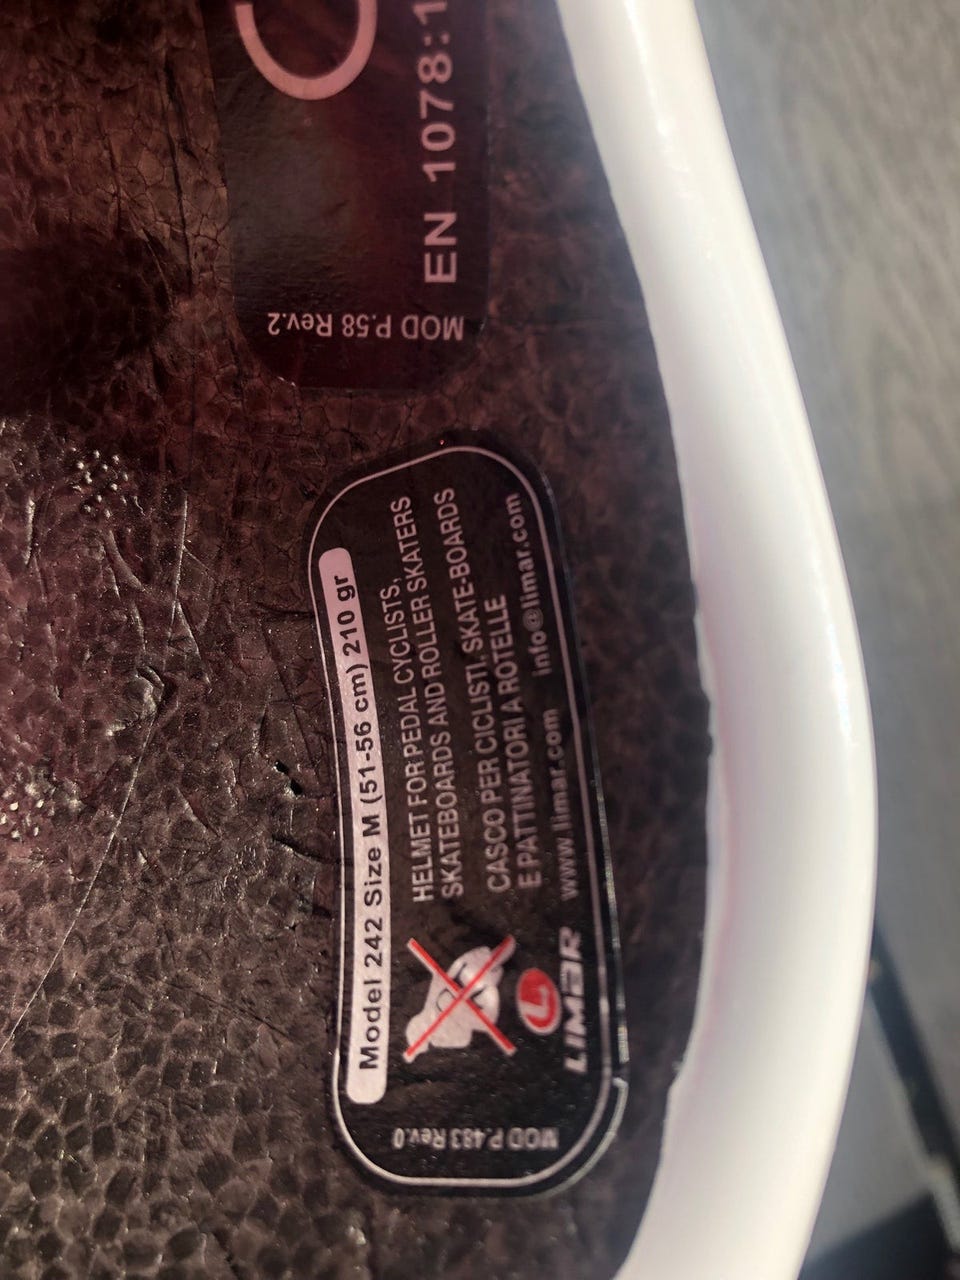 C
EN 1078:1
MOD P.58 Rev.2
Model 242 Size M (51-56 cm) 210 gr
HELMET FOR PEDAL CYCLISTS,
SKATEBOARDS AND ROLLER SKATERS
CASCO PER CICLISTI, SKATE-BOARDS
E PATTINATORI A ROTELLE
www.limar.com info@limar.com
LIMAR
MOD P.483 Rev.0